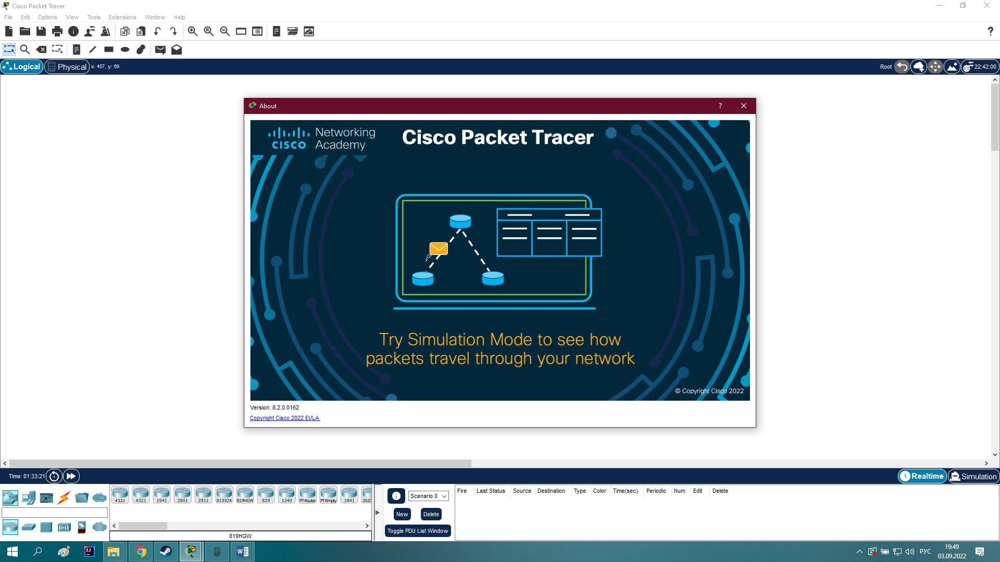 Cisco Packet Tracer
File Edit Options View Tools Extensions Window Help
?
Logical Physical x: 457, y: 69
Root 22:42:00
About
?
CISCO Networking Academy
Cisco Packet Tracer
Try Simulation Mode to see how
packets travel through your network
© Copyright Cisco 2022
Version: 8.2.0.0162
Copyright Cisco 2022 EULA
Time: 01:33:21
Realtime Simulation
4331 4321 1941 2901 2911 819IOX 819HGW 829 1240 PT-Router PT-Empty 1841 2620
819HGW
Scenario 0
New Delete
Toggle PDU List Window
Fire Last Status Source Destination Type Color Time(sec) Periodic Num Edit Delete
IJ
W
РУС
19:49
03.09.2022